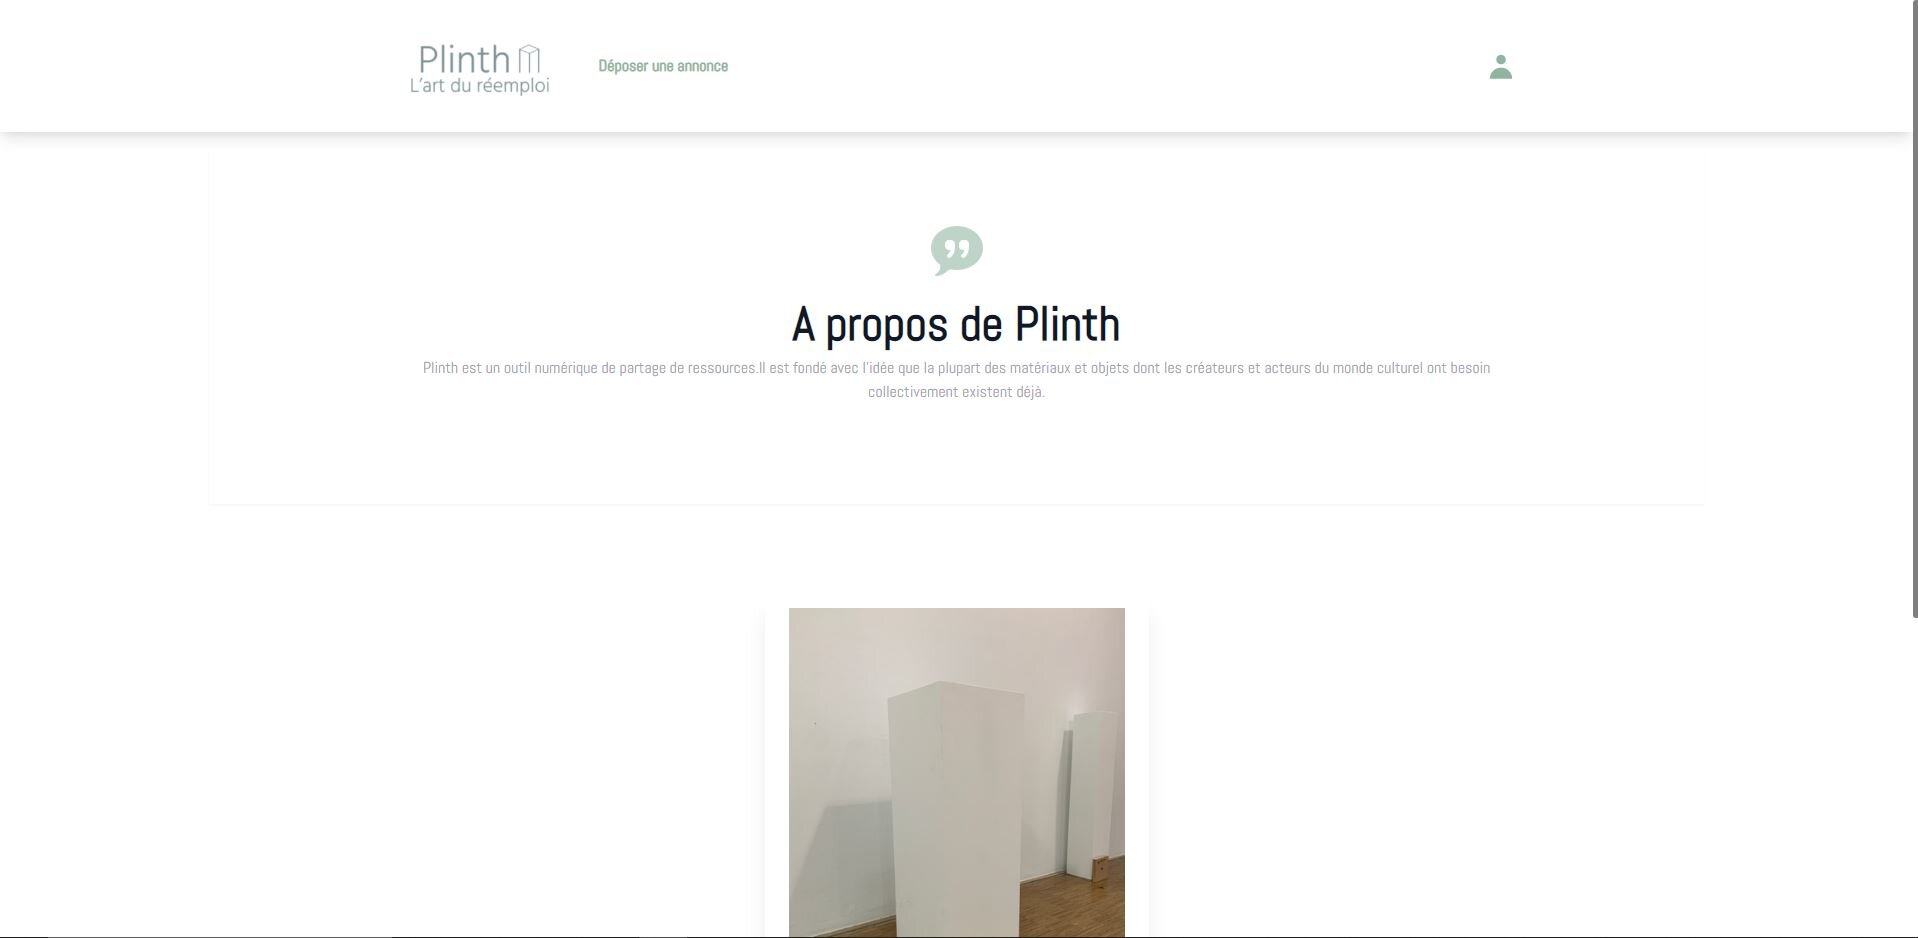 Plinth
L'art du réemploi
Déposer une annonce
A propos de Plinth
Plinth est un outil numérique de partage de ressources.Il est fondé avec l'idée que la plupart des matériaux et objets dont les créateurs et acteurs du monde culturel ont besoin
collectivement existent déjà.